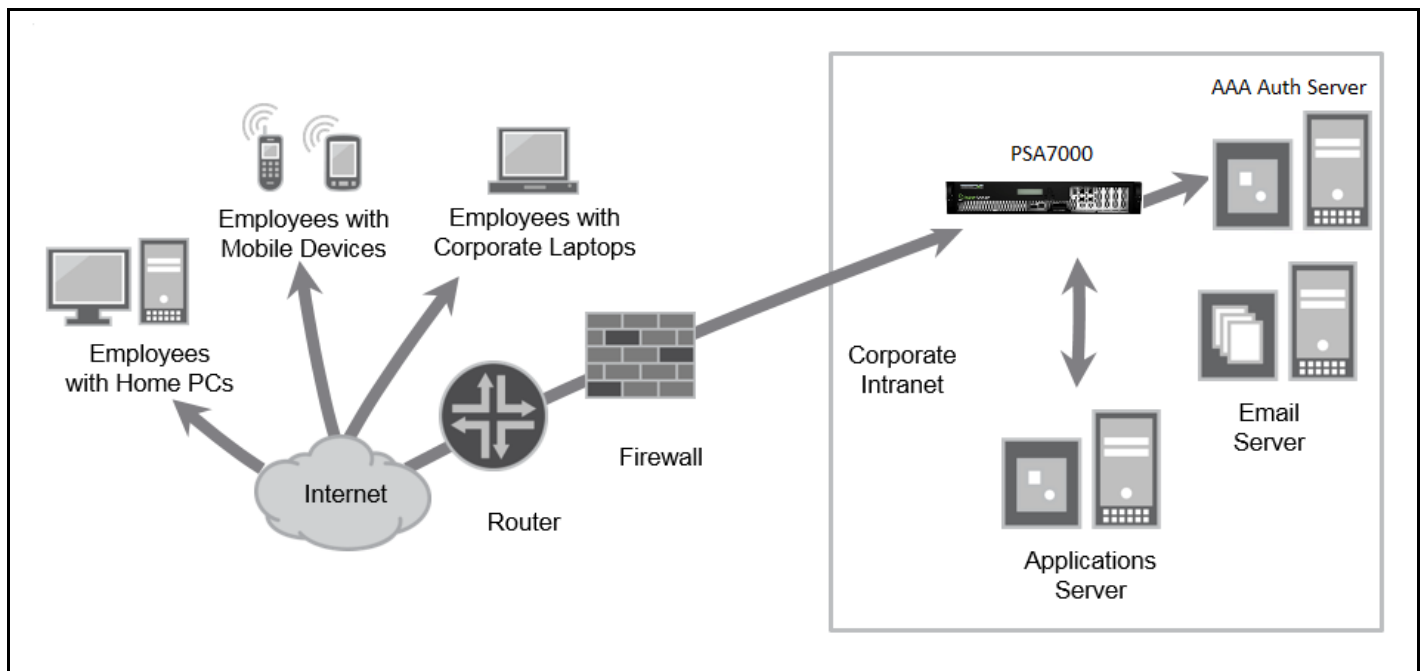 AAA Auth Server
PSA7000
Employees with
Mobile Devices
Employees with
Corporate Laptops
Employees
with Home PCs
Corporate
Intranet
Firewall
Email
Server
Internet
Router
Applications
Server